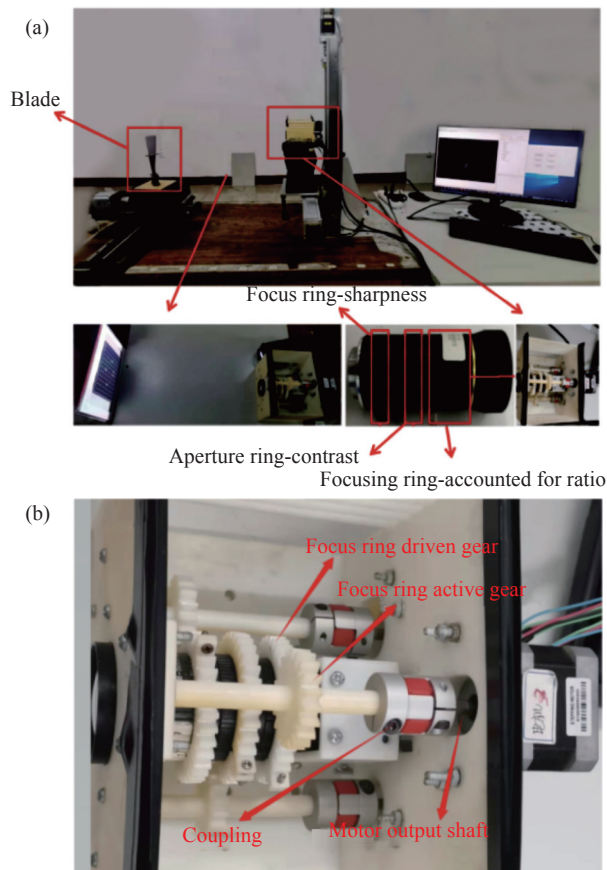 (a)
Blade
Focus ring-sharpness
Aperture ring-contrast
Focusing ring-accounted for ratio
(b)
Focus ring driven gear
Focus ring active gear
Coupling
Motor output shaft